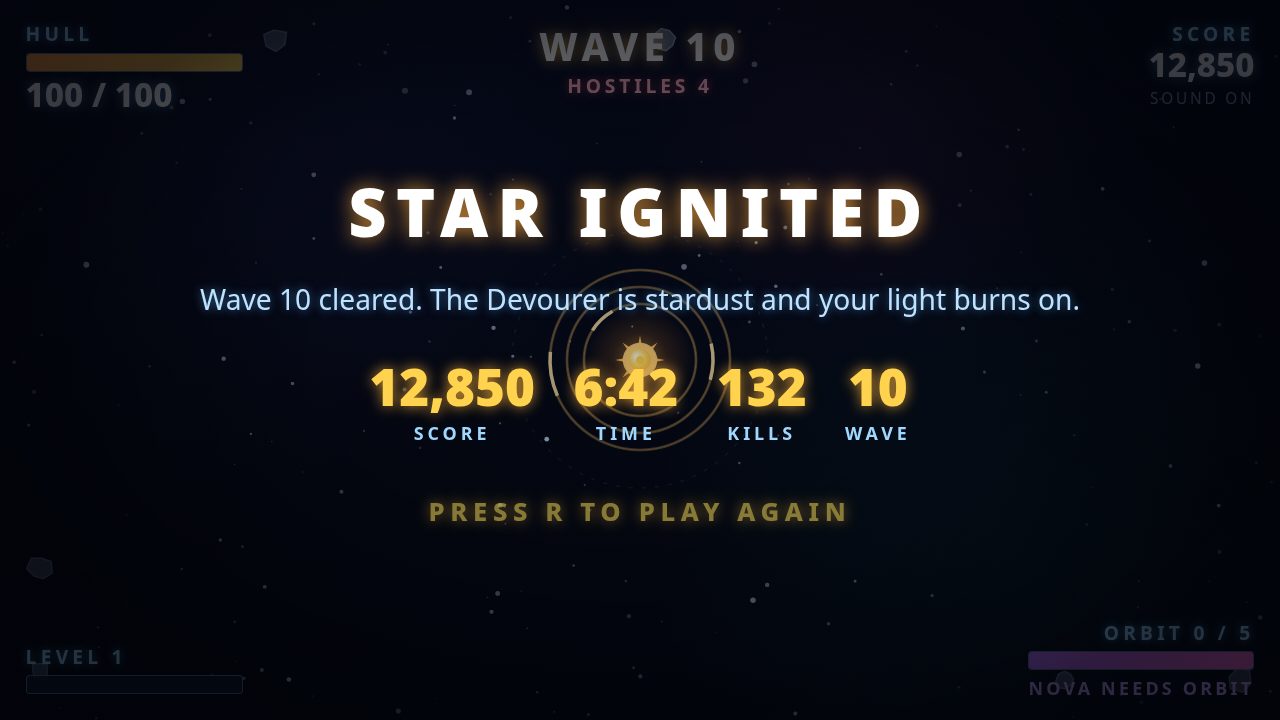 HULL
100 / 100
WAVE 10
HOSTILES 4
SCORE
12,850
SOUND ON
STAR IGNITED
Wave 10 cleared. The Devourer is stardust and your light burns on.
12,850 6:42 132 10
SCORE TIME KILLS WAVE
PRESS R TO PLAY AGAIN
LEVEL 1
ORBIT 0 / 5
NOVA NEEDS ORBIT